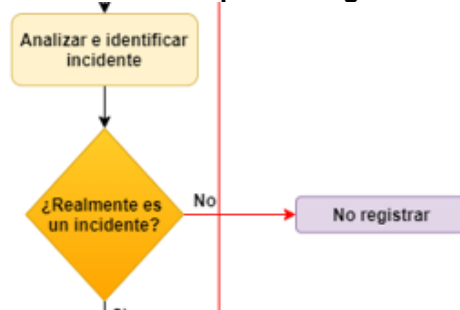 Analizar e identificar
incidente
¿Realmente es
un incidente?
No
No registrar